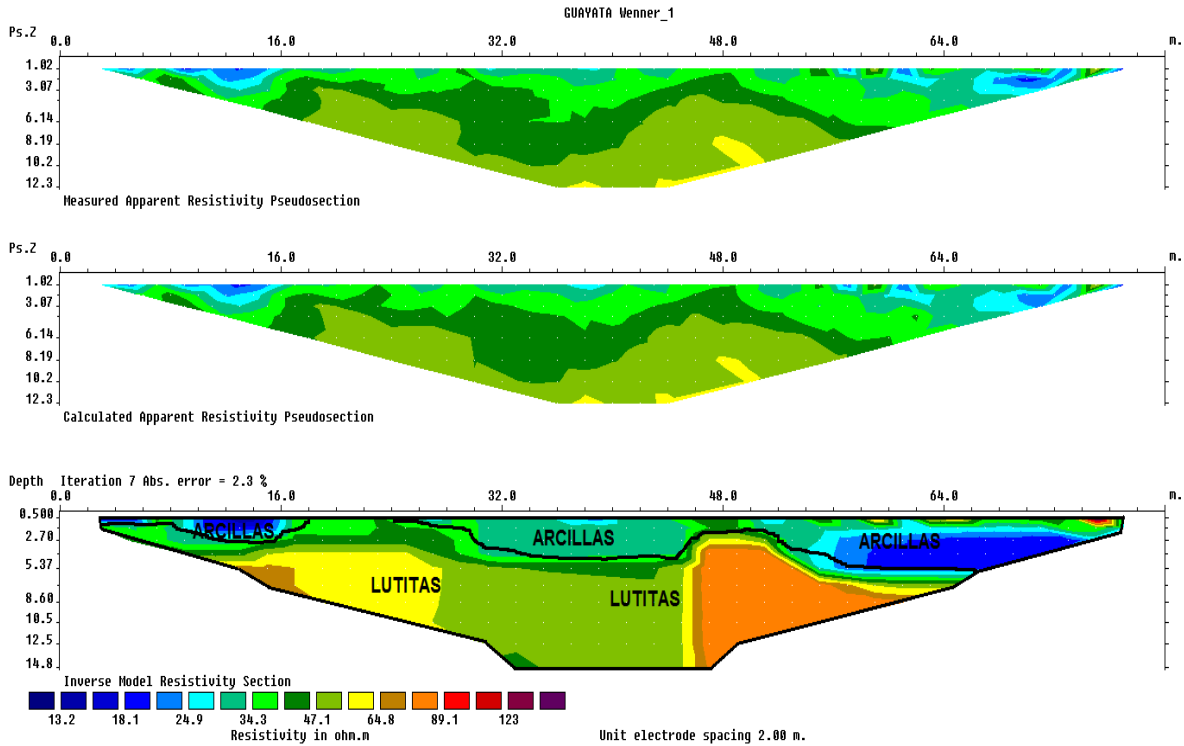 GUAYATA Wenner_1
Ps.Z 0.0 16.0 32.0 48.0 64.0 m.
1.02
3.07
6.14
8.19
10.2
12.3
Measured Apparent Resistivity Pseudosection
Ps.Z 0.0 16.0 32.0 48.0 64.0 m.
1.02
3.07
6.14
8.19
10.2
12.3
Calculated Apparent Resistivity Pseudosection
Depth Iteration 7 Abs. error = 2.3 %
0.0 16.0 32.0 48.0 64.0 m.
0.500
ARCILLAS ARCILLAS ARCILLAS
2.70
5.37
LUTITAS LUTITAS
8.60
10.5
12.5
14.8
Inverse Model Resistivity Section
13.2 18.1 24.9 34.3 47.1 64.8 89.1 123
Resistivity in ohm.m Unit electrode spacing 2.00 m.